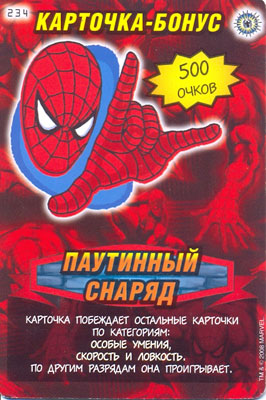 234
КАРТОЧКА-БОНУС
500
ОЧКОВ
ПАУТИННЫЙ
СНАРЯД
КАРТОЧКА ПОБЕЖДАЕТ ОСТАЛЬНЫЕ КАРТОЧКИ
ПО КАТЕГОРИЯМ:
ОСОБЫЕ УМЕНИЯ,
СКОРОСТЬ И ЛОВКОСТЬ.
ПО ДРУГИМ РАЗРЯДАМ ОНА ПРОИГРЫВАЕТ.
TM & © 2008 MARVEL